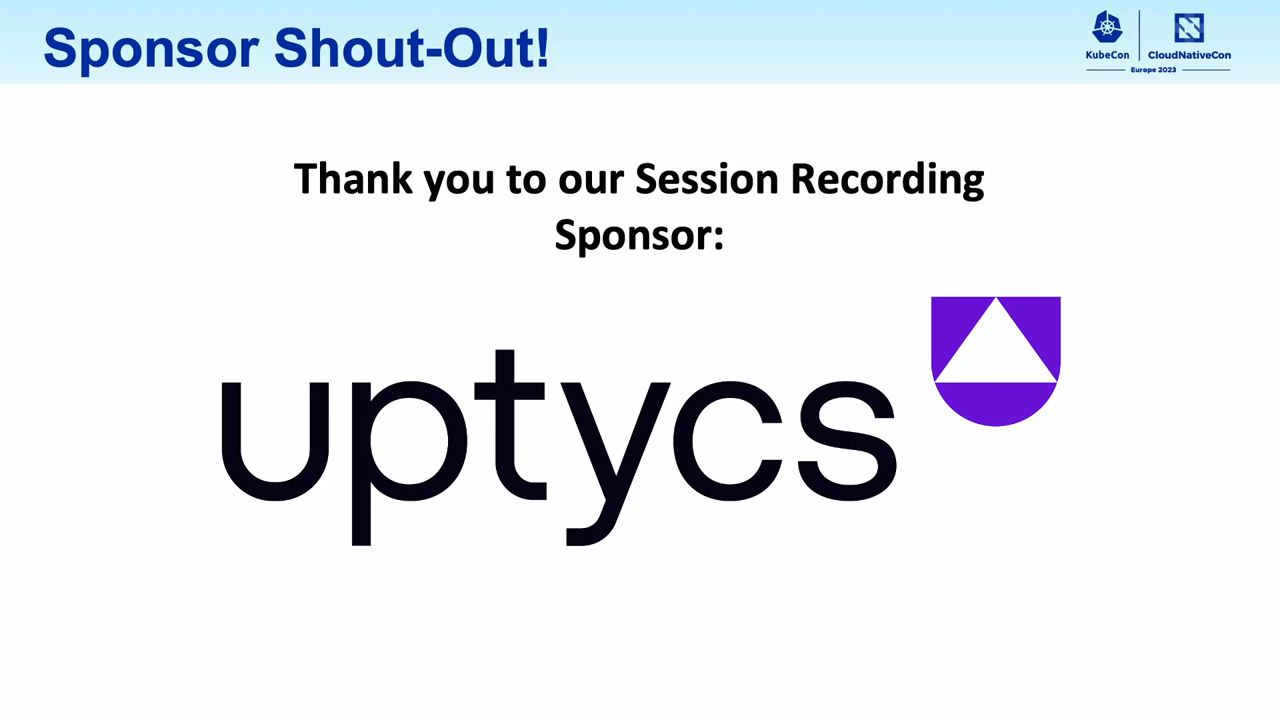 Sponsor Shout-Out!
KubeCon
CloudNativeCon
Europe 2023
Thank you to our Session Recording
Sponsor:
uptycs